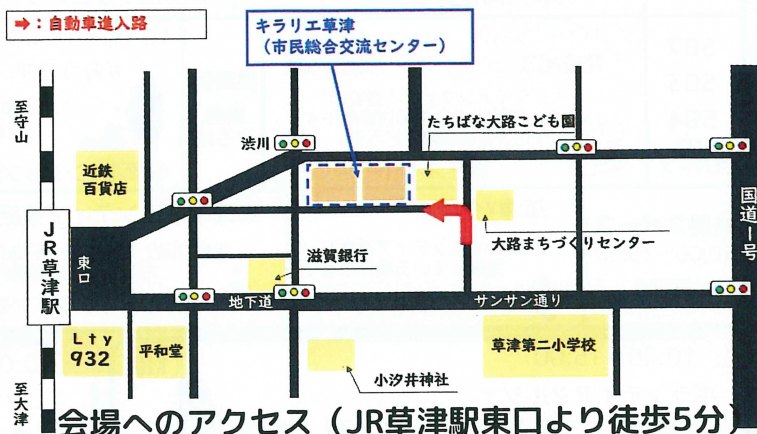 ➡：自動車進入路
キラリエ草津
（市民総合交流センター）
至守山
たちばな大路こども園
渋川
近鉄
百貨店
国道1号
JR草津駅
東口
大路まちづくりセンター
滋賀銀行
地下道
サンサン通り
Lty
932
平和堂
草津第二小学校
小汐井神社
至大津
会場へのアクセス（JR草津駅東口より徒歩5分）